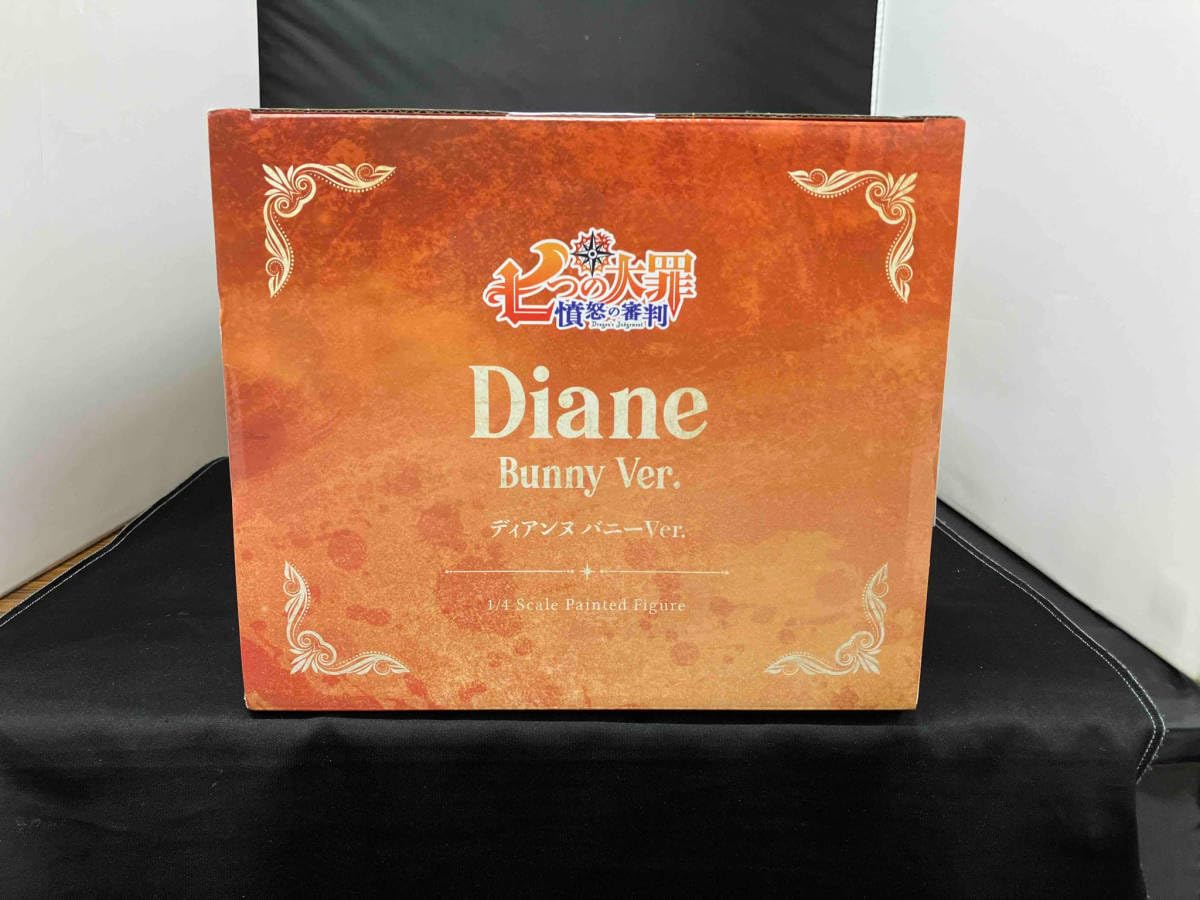 七つの大罪
憤怒の審判
Dragon's Judgement
Diane
Bunny Ver.
ディアンヌ バニーVer.
1/4 Scale Painted Figure